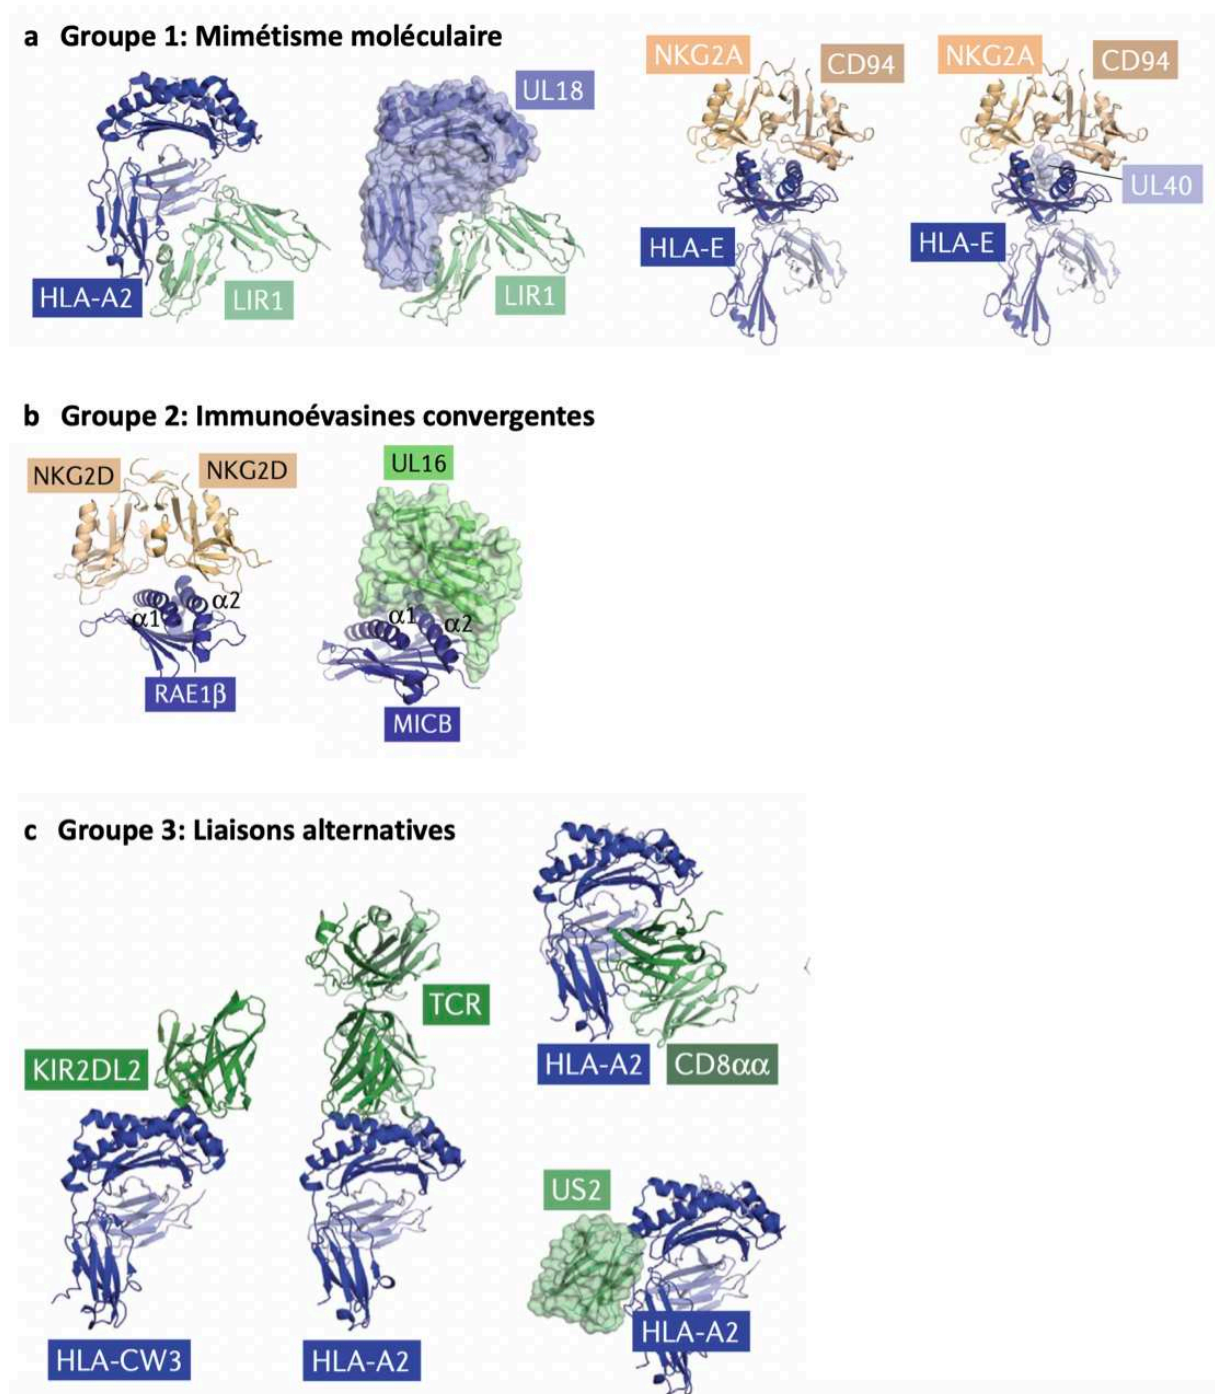 a Groupe 1: Mimétisme moléculaire
NKG2A
CD94
NKG2A
CD94
UL18
UL40
HLA-E
HLA-E
HLA-A2
LIR1
LIR1
b Groupe 2: Immunoévasines convergentes
NKG2D
NKG2D
UL16
α1
α2
α1
α2
RAE1β
MICB
c Groupe 3: Liaisons alternatives
TCR
KIR2DL2
HLA-A2
CD8αα
US2
HLA-A2
HLA-CW3
HLA-A2